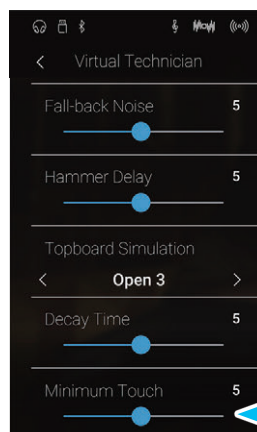 Virtual Technician
Fall-back Noise 5
Hammer Delay 5
Topboard Simulation
Open 3
Decay Time 5
Minimum Touch 5